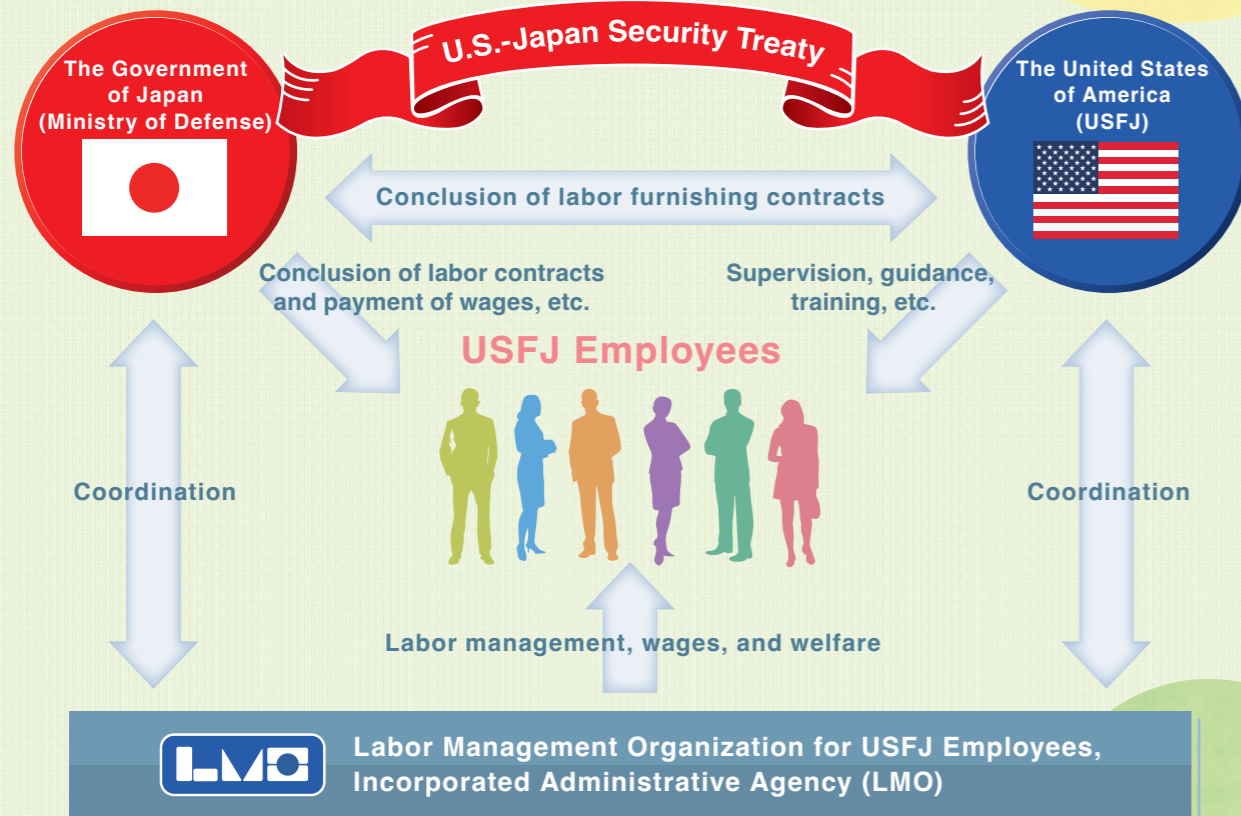 U.S.-Japan Security Treaty
The Government
of Japan
(Ministry of Defense)
The United States
of America
(USFJ)
Conclusion of labor furnishing contracts
Conclusion of labor contracts
and payment of wages, etc.
Supervision, guidance,
training, etc.
USFJ Employees
Coordination
Coordination
Labor management, wages, and welfare
LMO
Labor Management Organization for USFJ Employees,
Incorporated Administrative Agency (LMO)